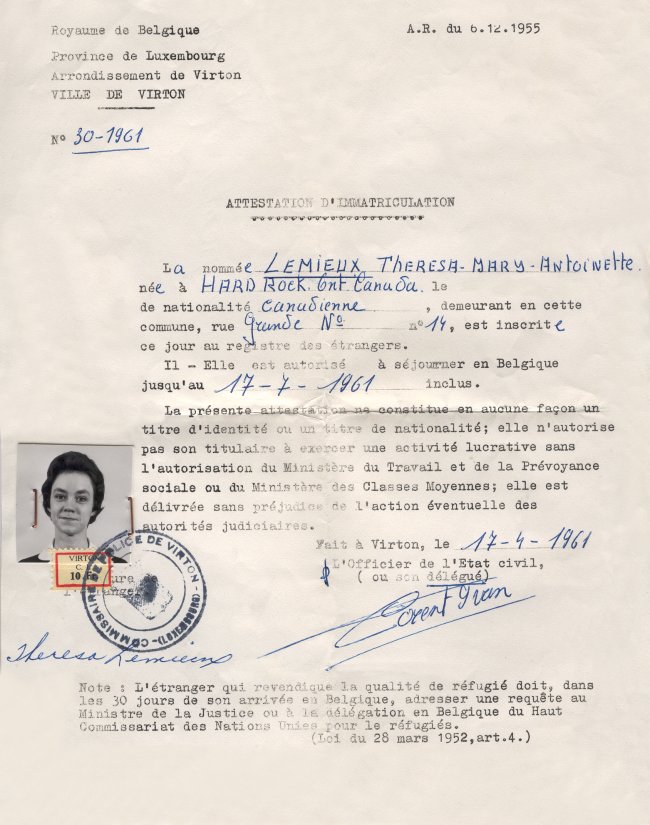 Royaume de Belgique
A.R. du 6.12.1955
Province de Luxembourg
Arrondissement de Virton
VILLE DE VIRTON
N° 30-1961
ATTESTATION D'IMMATRICULATION
La nommée LEMIEUX, THERESA-MARY-ANTOINETTE.
née à HARD ROCK. Ont. Canada. le
de nationalité Canadienne , demeurant en cette
commune, rue Grande N° n° 14, est inscrite
ce jour au registre des étrangers.
Il - Elle est autorisé à séjourner en Belgique
jusqu'au 17-7-1961 inclus.
La présente attestation ne constitue en aucune façon un
titre d'identité ou un titre de nationalité; elle n'autorise
pas son titulaire à exercer une activité lucrative sans
l'autorisation du Ministère du Travail et de la Prévoyance
sociale ou du Ministère des Classes Moyennes; elle est
délivrée sans préjudice de l'action éventuelle des
autorités judiciaires.
Fait à Virton, le 17-4-1961
L'Officier de l'Etat civil,
( ou son délégué)
VIRTON
C.
10
COMMISSAIRE DE POLICE DE VIRTON
l'étranger
Theresa Lemieux
Note : L'étranger qui revendique la qualité de réfugié doit, dans
les 30 jours de son arrivée en Belgique, adresser une requête au
Ministre de la Justice ou à la délégation en Belgique du Haut
Commissariat des Nations Unies pour le réfugiés.
(Loi du 28 mars 1952,art.4.)